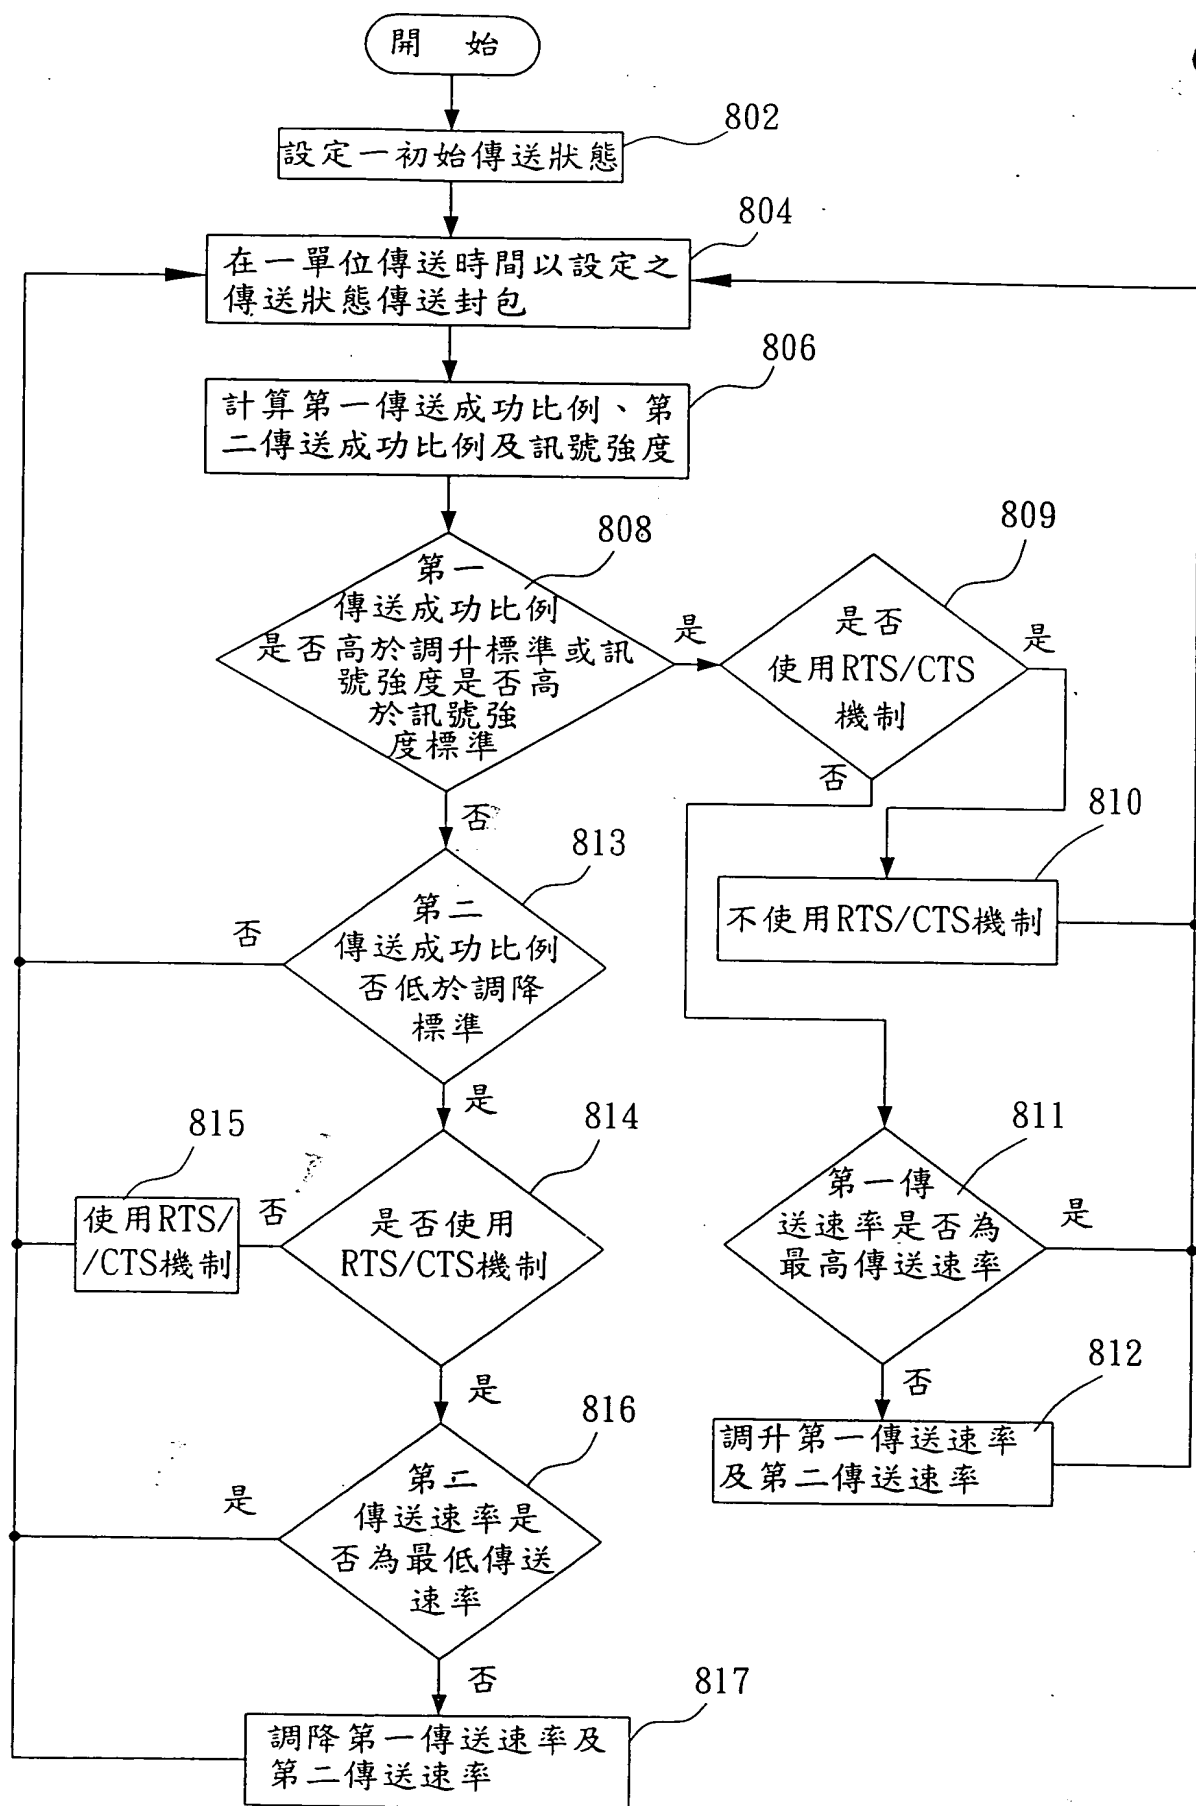 開 始
802
設定一初始傳送狀態
804
在一單位傳送時間以設定之
傳送狀態傳送封包
806
計算第一傳送成功比例、第
二傳送成功比例及訊號強度
808
第一
傳送成功比例
是否高於調升標準或訊
號強度是否高
於訊號強
度標準
是
否
809
是否
使用RTS/CTS
機制
是
否
810
不使用RTS/CTS機制
813
第二
傳送成功比例
否低於調降
標準
否
是
811
第一傳
送速率是否為
最高傳送速率
是
否
814
是否使用
RTS/CTS機制
否
是
815
使用RTS/
/CTS機制
812
調升第一傳送速率
及第二傳送速率
816
第二
傳送速率是
否為最低傳送
速率
是
否
817
調降第一傳送速率及
第二傳送速率